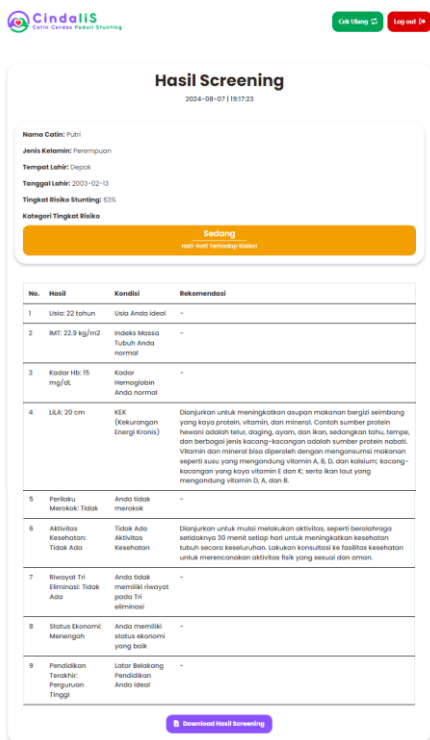 CindaliS
Catin Cerdas Peduli Stunting
Cek Ulang
Log out
Hasil Screening
2024-08-07 | 19:17:23
Nama Catin: Putri
Jenis Kelamin: Perempuan
Tempat Lahir: Depok
Tanggal Lahir: 2003-02-13
Tingkat Risiko Stunting: 63%
Kategori Tingkat Risiko
Sedang
Hati-hati Terhadap Risiko!
No. Hasil Kondisi Rekomendasi
1 Usia: 22 tahun Usia Anda ideal -
2 IMT: 22.9 kg/m2 Indeks Massa -
Tubuh Anda
normal
3 Kadar Hb: 15 Kadar -
mg/dL Hemoglobin
Anda normal
4 LiLA: 20 cm KEK Dianjurkan untuk meningkatkan asupan makanan bergizi seimbang
(Kekurangan yang kaya protein, vitamin, dan mineral. Contoh sumber protein
Energi Kronis) hewani adalah telur, daging, ayam, dan ikan, sedangkan tahu, tempe,
dan berbagai jenis kacang-kacangan adalah sumber protein nabati.
Vitamin dan mineral bisa diperoleh dengan mengonsumsi makanan
seperti susu yang mengandung vitamin A, B, D, dan kalsium; kacang-
kacangan yang kaya vitamin E dan K; serta ikan laut yang
mengandung vitamin D, A, dan B.
5 Perilaku Anda tidak -
Merokok: Tidak merokok
6 Aktivitas Tidak Ada Dianjurkan untuk mulai melakukan aktivitas, seperti berolahraga
Kesehatan: Aktivitas setidaknya 30 menit setiap hari untuk meningkatkan kesehatan
Tidak Ada Kesehatan tubuh secara keseluruhan. Lakukan konsultasi ke fasilitas kesehatan
untuk merencanakan aktivitas fisik yang sesuai dan aman.
7 Riwayat Tri Anda tidak -
Eliminasi: Tidak memiliki riwayat
Ada pada Tri
eliminasi
8 Status Ekonomi: Anda memiliki -
Menengah status ekonomi
yang baik
9 Pendidikan Latar Belakang -
Terakhir: Pendidikan
Perguruan Anda ideal
Tinggi
Download Hasil Screening